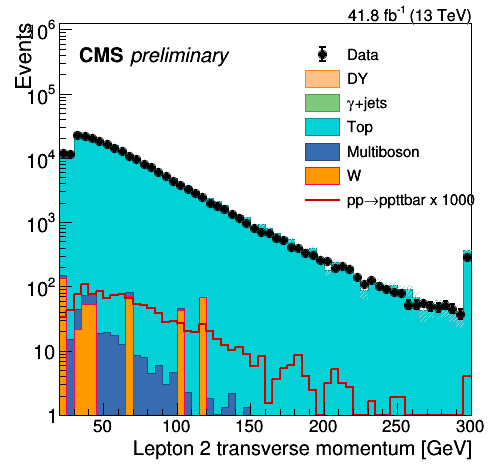 41.8 fb⁻¹ (13 TeV)
Events
CMS preliminary
Data
DY
γ+jets
Top
Multiboson
W
pp→ppttbar x 1000
10⁶
10⁵
10⁴
10³
10²
10
1
50 100 150 200 250 300
Lepton 2 transverse momentum [GeV]